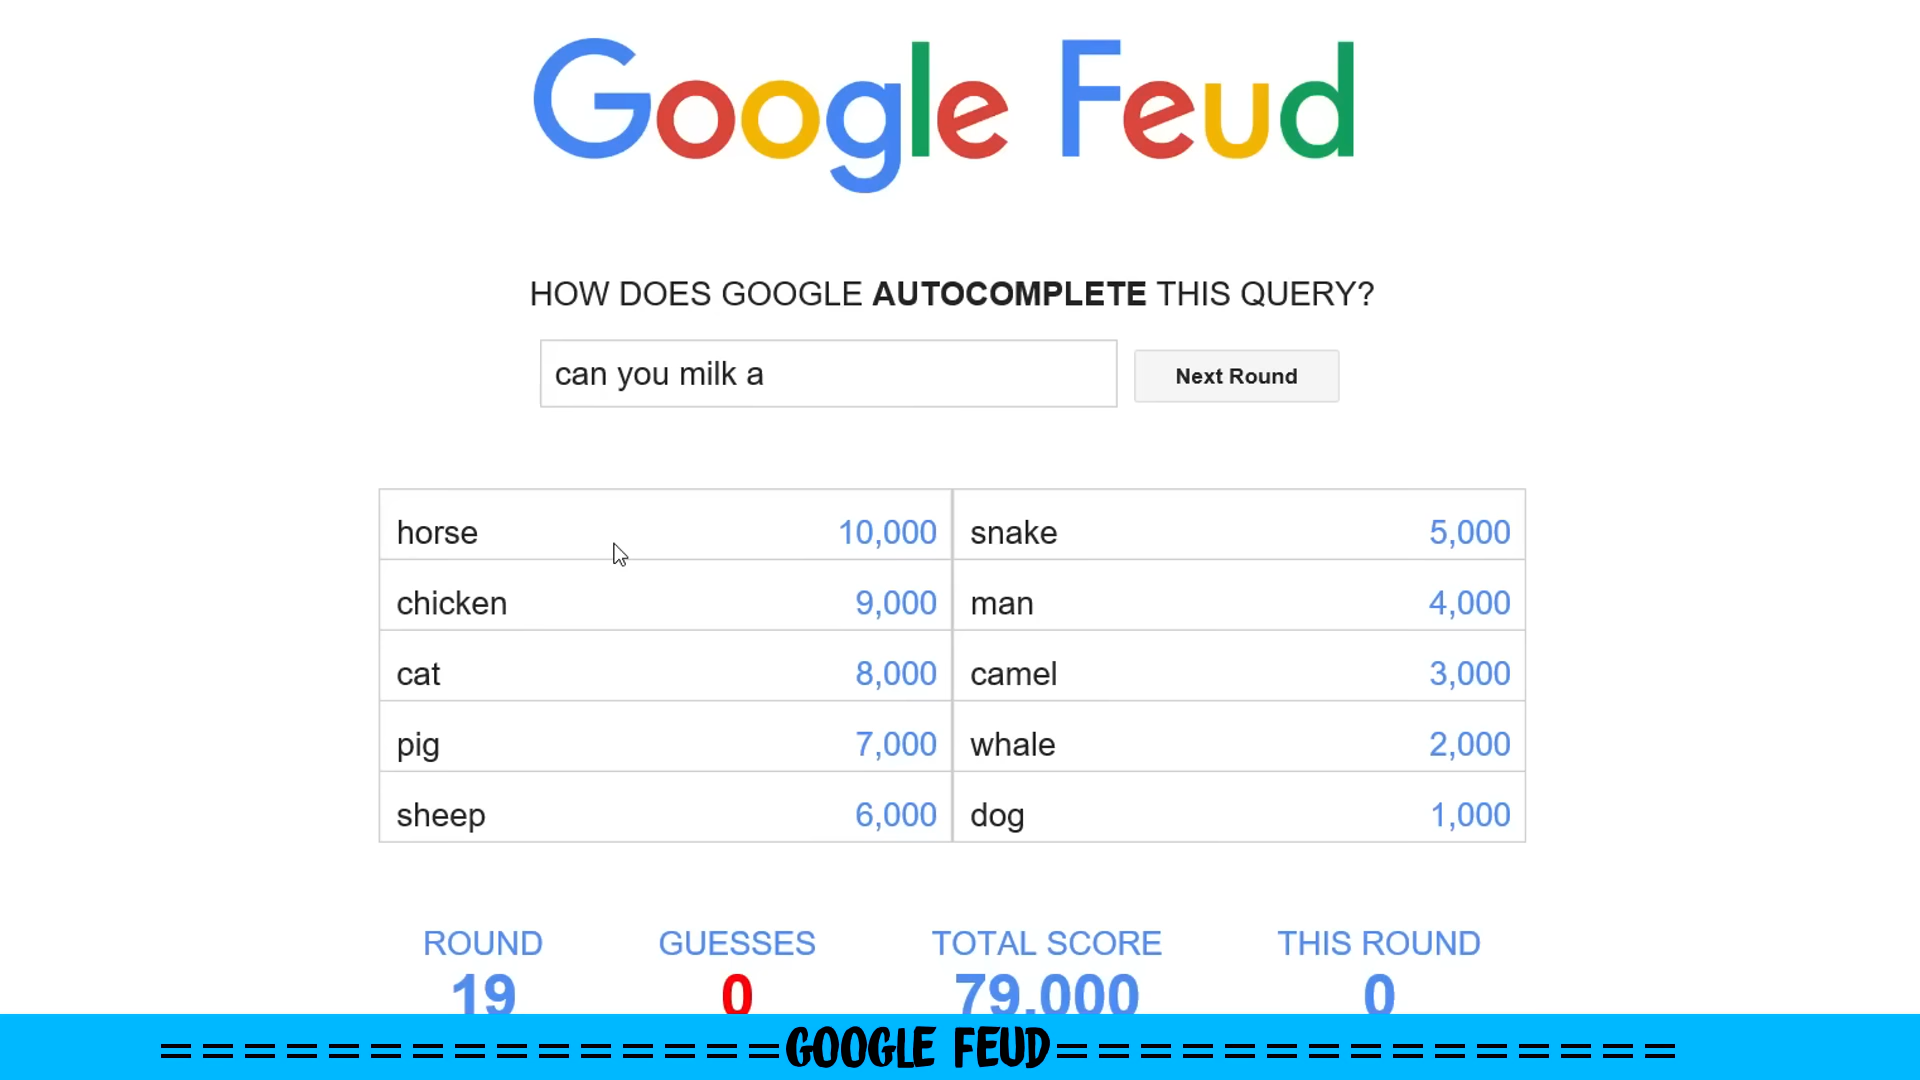 Google Feud
HOW DOES GOOGLE AUTOCOMPLETE THIS QUERY?
can you milk a
Next Round
horse 10,000 snake 5,000
chicken 9,000 man 4,000
cat 8,000 camel 3,000
pig 7,000 whale 2,000
sheep 6,000 dog 1,000
ROUND GUESSES TOTAL SCORE THIS ROUND
19 0 79,000 0
===============GOOGLE FEUD===============